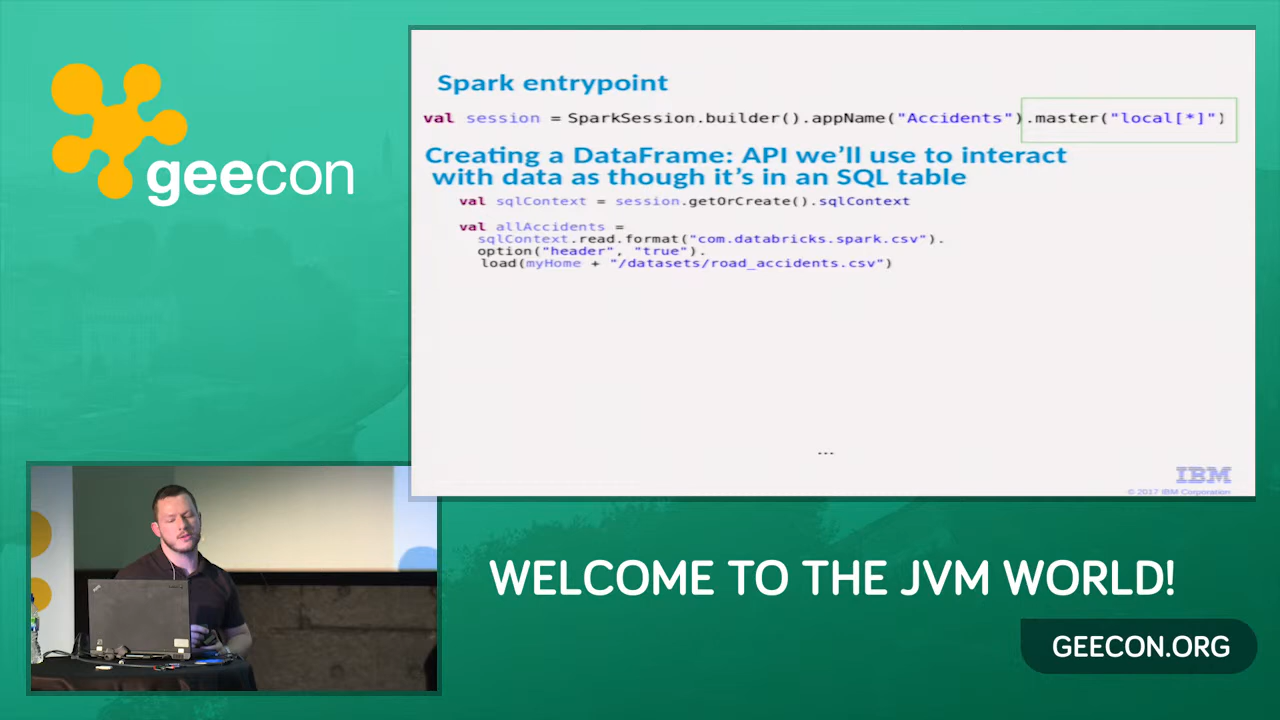 geecon
Spark entrypoint
val session = SparkSession.builder().appName("Accidents").master("local[*]")
Creating a DataFrame: API we'll use to interact
with data as though it's in an SQL table
val sqlContext = session.getOrCreate().sqlContext
val allAccidents =
sqlContext.read.format("com.databricks.spark.csv").
option("header", "true").
load(myHome + "/datasets/road_accidents.csv")
...
IBM
© 2017 IBM Corporation
WELCOME TO THE JVM WORLD!
GEECON.ORG